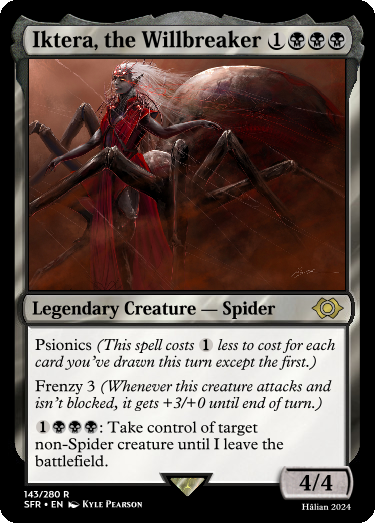 Iktera, the Willbreaker 1
Legendary Creature — Spider
Psionics (This spell costs 1 less to cost for each
card you've drawn this turn except the first.)
Frenzy 3 (Whenever this creature attacks and
isn't blocked, it gets +3/+0 until end of turn.)
1: Take control of target
non-Spider creature until I leave the
battlefield.
4/4
143/280 R
SFR • EN Kyle Pearson
Hålian 2024